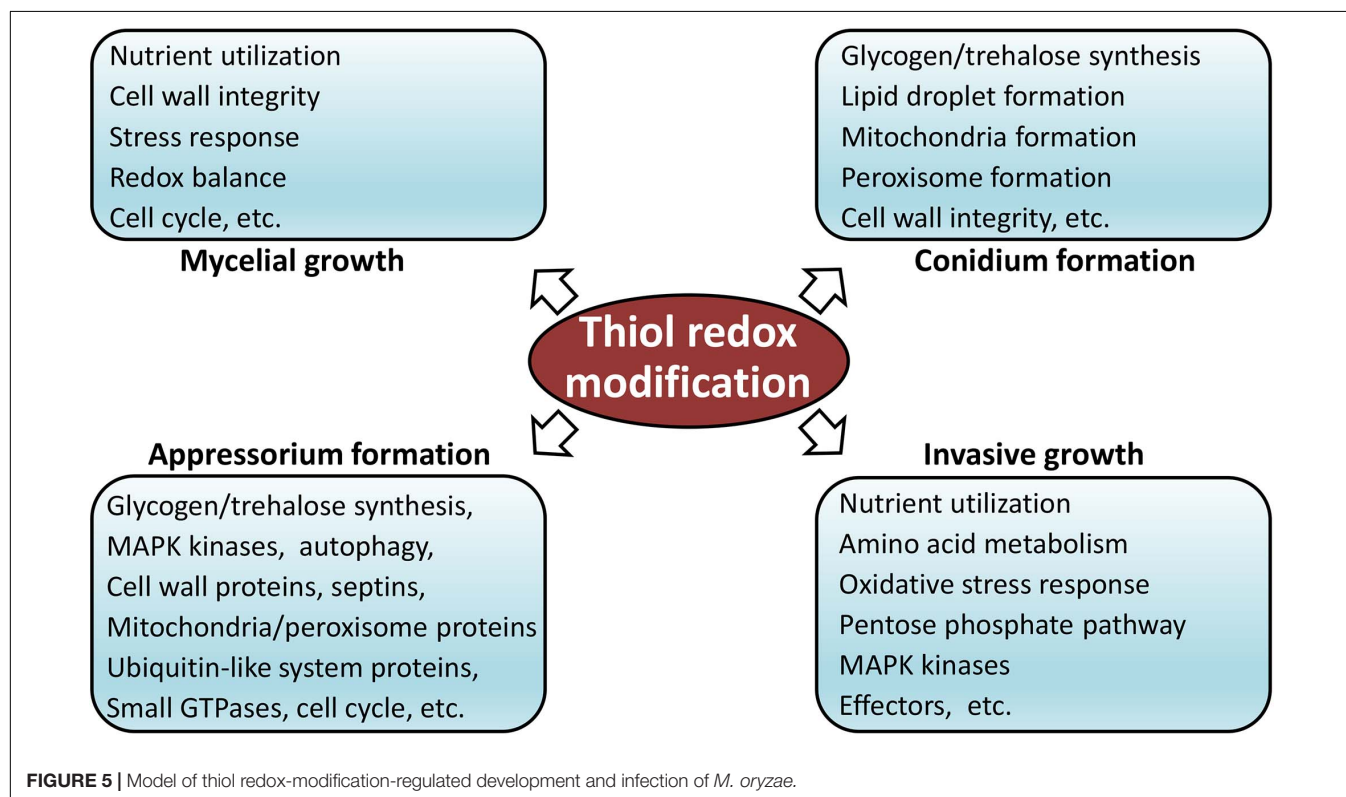 Nutrient utilization
Cell wall integrity
Stress response
Redox balance
Cell cycle, etc.
Mycelial growth
Glycogen/trehalose synthesis
Lipid droplet formation
Mitochondria formation
Peroxisome formation
Cell wall integrity, etc.
Conidium formation
Thiol redox
modification
Appressorium formation
Glycogen/trehalose synthesis,
MAPK kinases, autophagy,
Cell wall proteins, septins,
Mitochondria/peroxisome proteins
Ubiquitin-like system proteins,
Small GTPases, cell cycle, etc.
Invasive growth
Nutrient utilization
Amino acid metabolism
Oxidative stress response
Pentose phosphate pathway
MAPK kinases
Effectors, etc.
FIGURE 5 | Model of thiol redox-modification-regulated development and infection of M. oryzae.